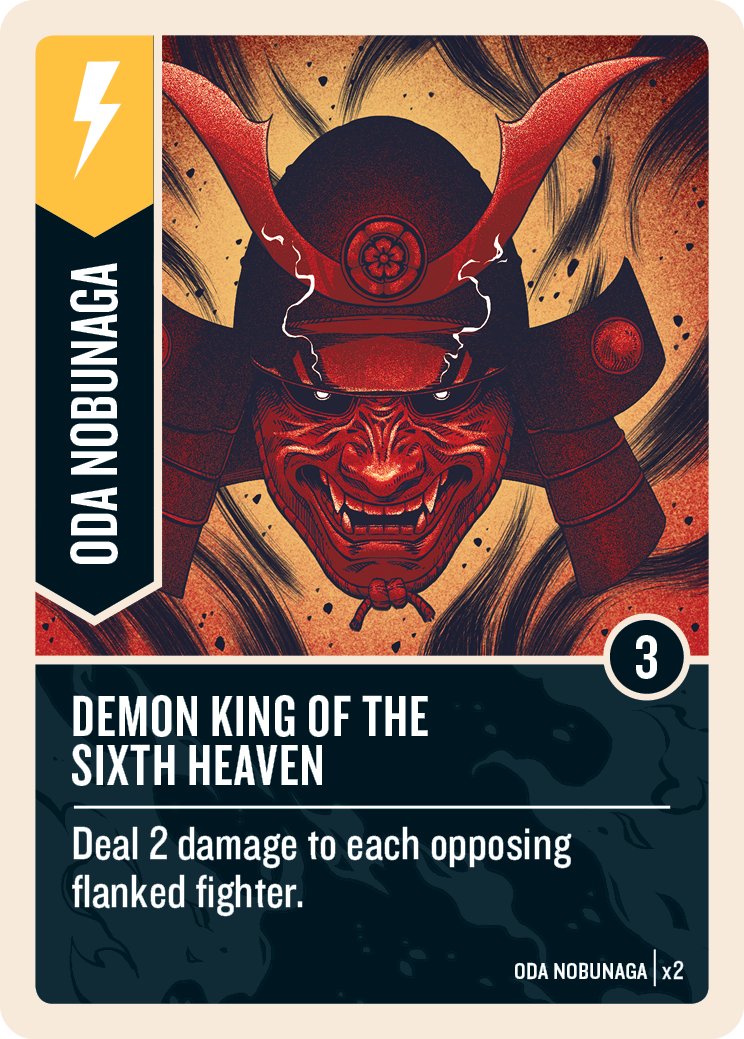 ODA NOBUNAGA
3
DEMON KING OF THE
SIXTH HEAVEN
Deal 2 damage to each opposing
flanked fighter.
ODA NOBUNAGA | x2